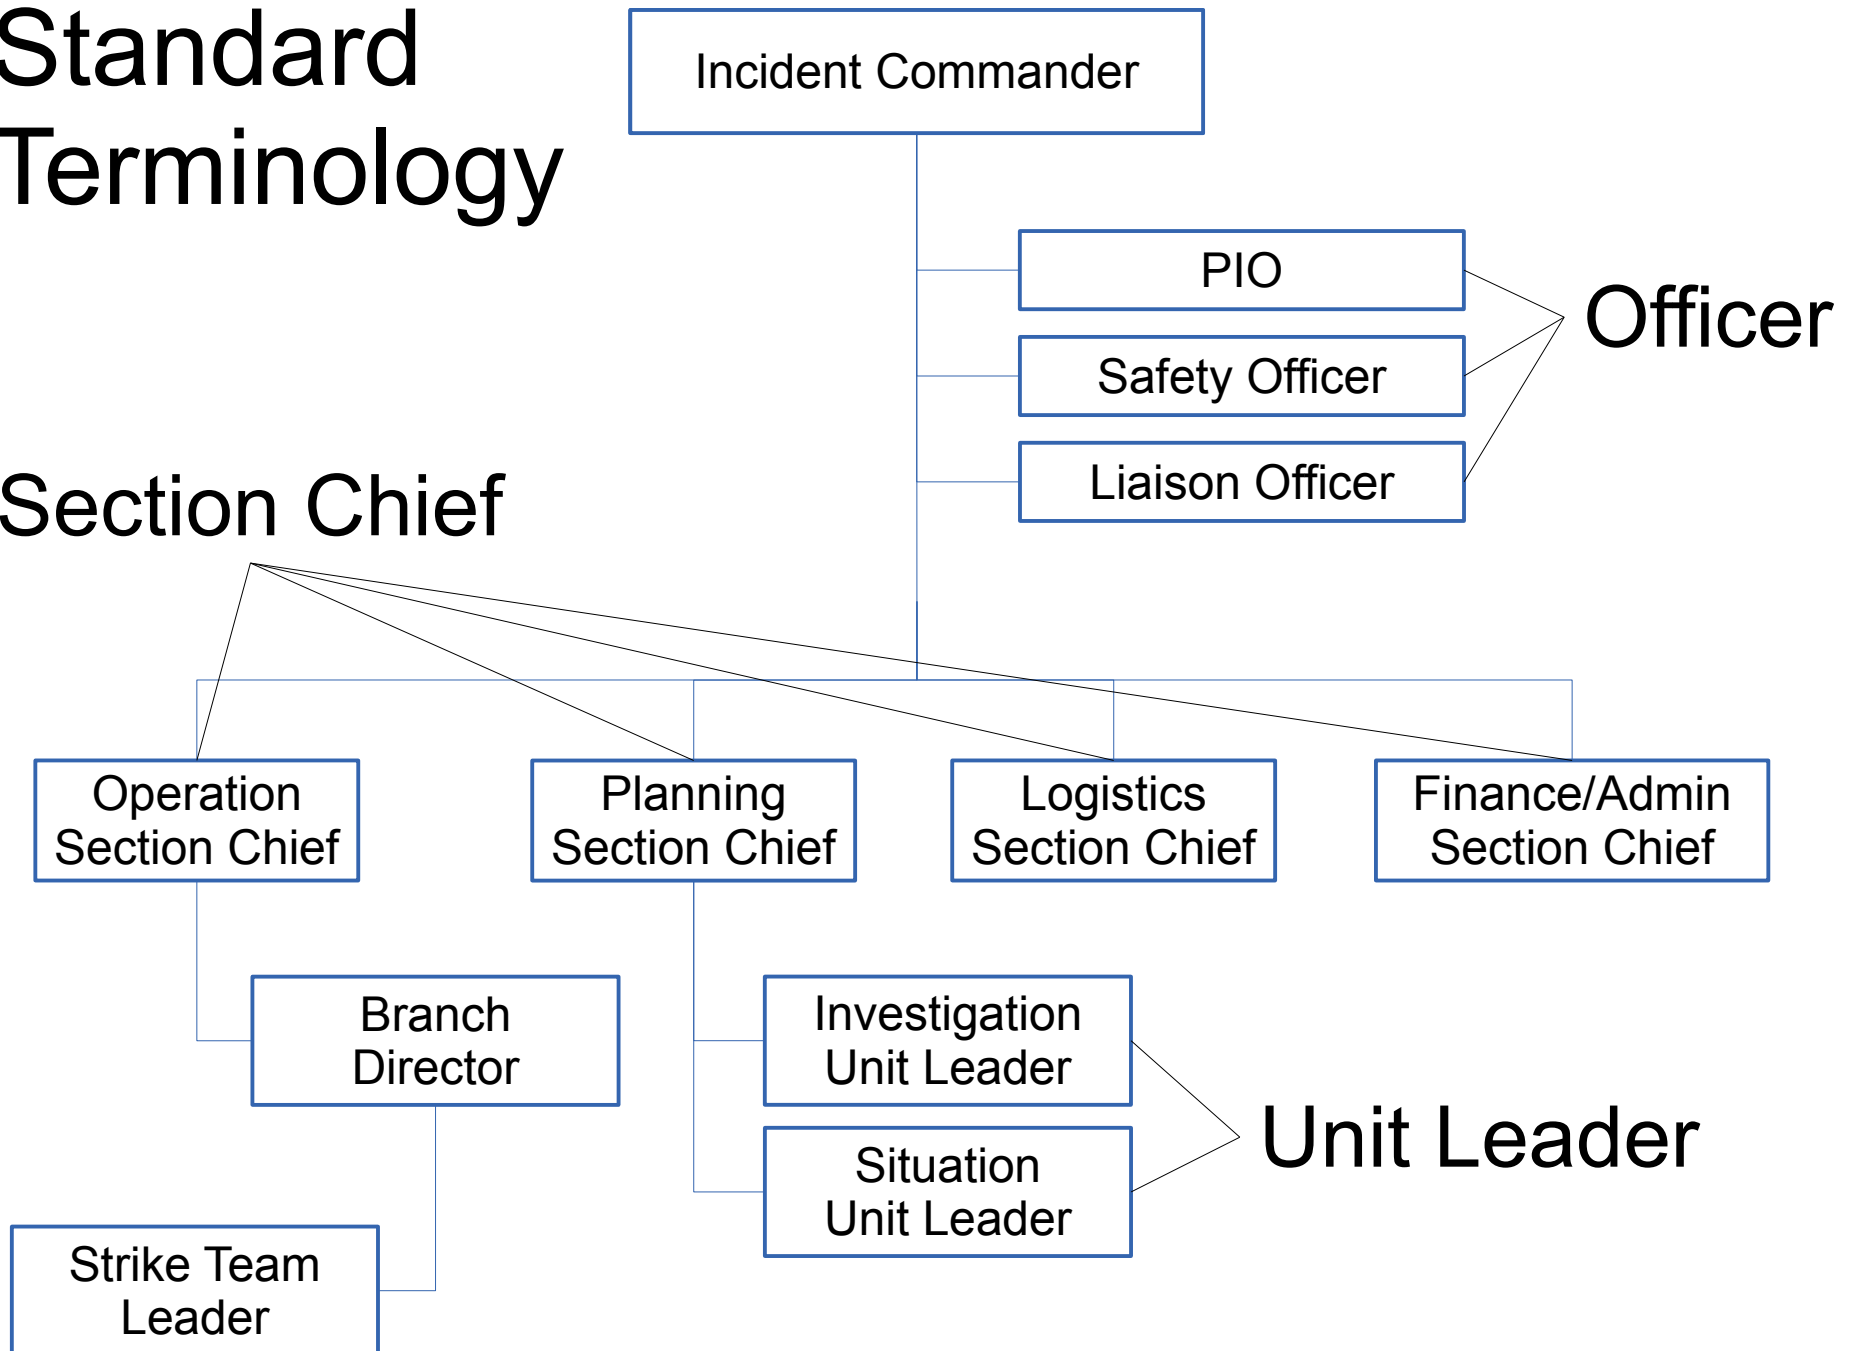 Standard
Terminology
Incident Commander
PIO
Safety Officer
Liaison Officer
Officer
Section Chief
Operation
Section Chief
Planning
Section Chief
Logistics
Section Chief
Finance/Admin
Section Chief
Branch
Director
Investigation
Unit Leader
Situation
Unit Leader
Unit Leader
Strike Team
Leader